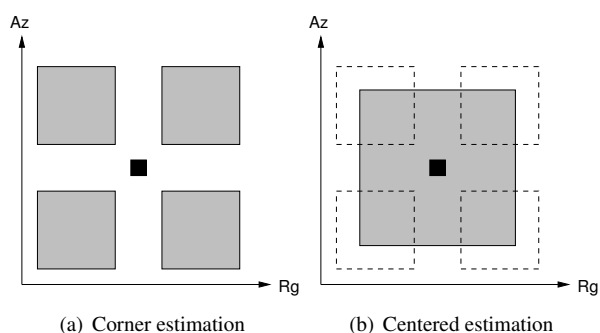 Az
Az
Rg
Rg
(a) Corner estimation
(b) Centered estimation